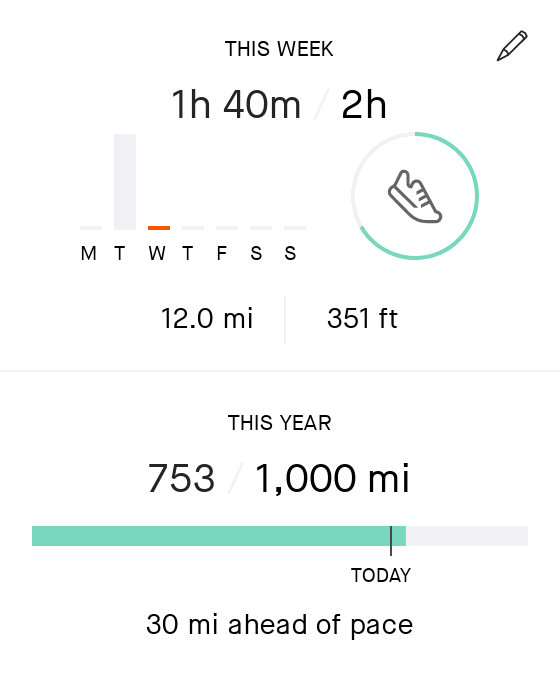 THIS WEEK
1h 40m / 2h
M T W T F S S
12.0 mi 351 ft
THIS YEAR
753 / 1,000 mi
TODAY
30 mi ahead of pace